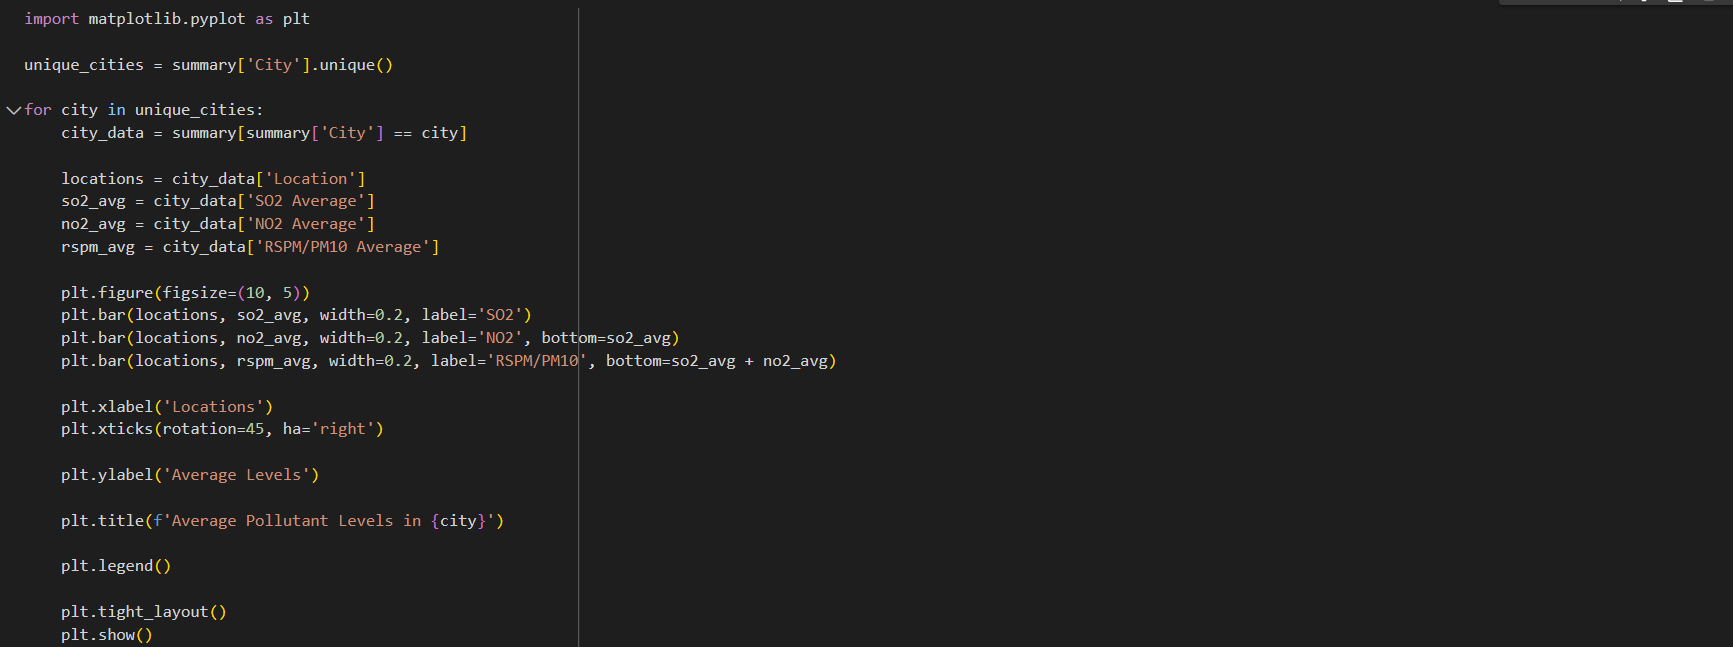 import matplotlib.pyplot as plt
unique_cities = summary['City'].unique()
for city in unique_cities:
city_data = summary[summary['City'] == city]
locations = city_data['Location']
so2_avg = city_data['SO2 Average']
no2_avg = city_data['NO2 Average']
rspm_avg = city_data['RSPM/PM10 Average']
plt.figure(figsize=(10, 5))
plt.bar(locations, so2_avg, width=0.2, label='SO2')
plt.bar(locations, no2_avg, width=0.2, label='NO2', bottom=so2_avg)
plt.bar(locations, rspm_avg, width=0.2, label='RSPM/PM10', bottom=so2_avg + no2_avg)
plt.xlabel('Locations')
plt.xticks(rotation=45, ha='right')
plt.ylabel('Average Levels')
plt.title(f'Average Pollutant Levels in {city}')
plt.legend()
plt.tight_layout()
plt.show()